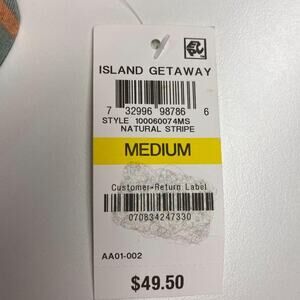 ISLAND GETAWAY
7 32996 98786 6
STYLE 100060074MS
NATURAL STRIPE
MEDIUM
Customer-Return Label
070834247330
AA01-002
$49.50